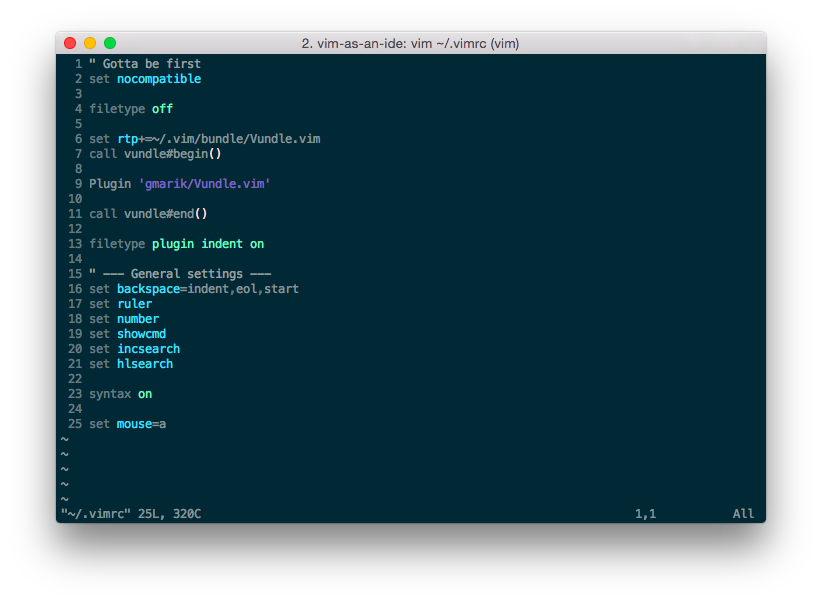 2. vim-as-an-ide: vim ~/.vimrc (vim)
1 " Gotta be first
2 set nocompatible
3
4 filetype off
5
6 set rtp+=~/.vim/bundle/Vundle.vim
7 call vundle#begin()
8
9 Plugin 'gmarik/Vundle.vim'
10
11 call vundle#end()
12
13 filetype plugin indent on
14
15 " --- General settings ---
16 set backspace=indent,eol,start
17 set ruler
18 set number
19 set showcmd
20 set incsearch
21 set hlsearch
22
23 syntax on
24
25 set mouse=a
~
~
~
~
~
"~/.vimrc" 25L, 320C 1,1 All